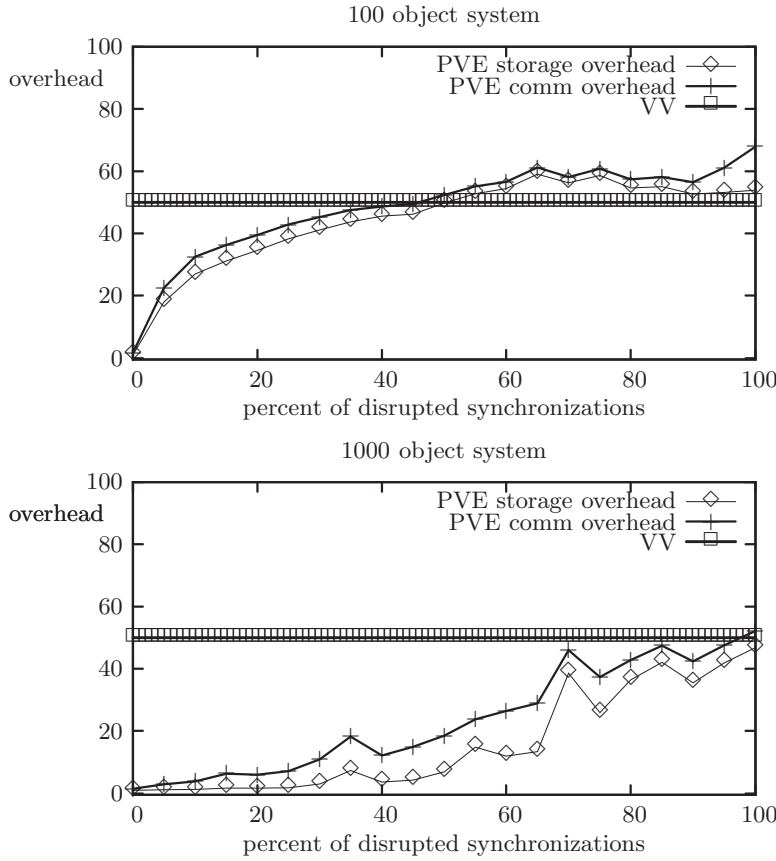 100 object system
100
80
60
40
20
0
overhead
PVE storage overhead
PVE comm overhead
VV
0 20 40 60 80 100
percent of disrupted synchronizations
1000 object system
100
80
60
40
20
0
overhead
PVE storage overhead
PVE comm overhead
VV
0 20 40 60 80 100
percent of disrupted synchronizations